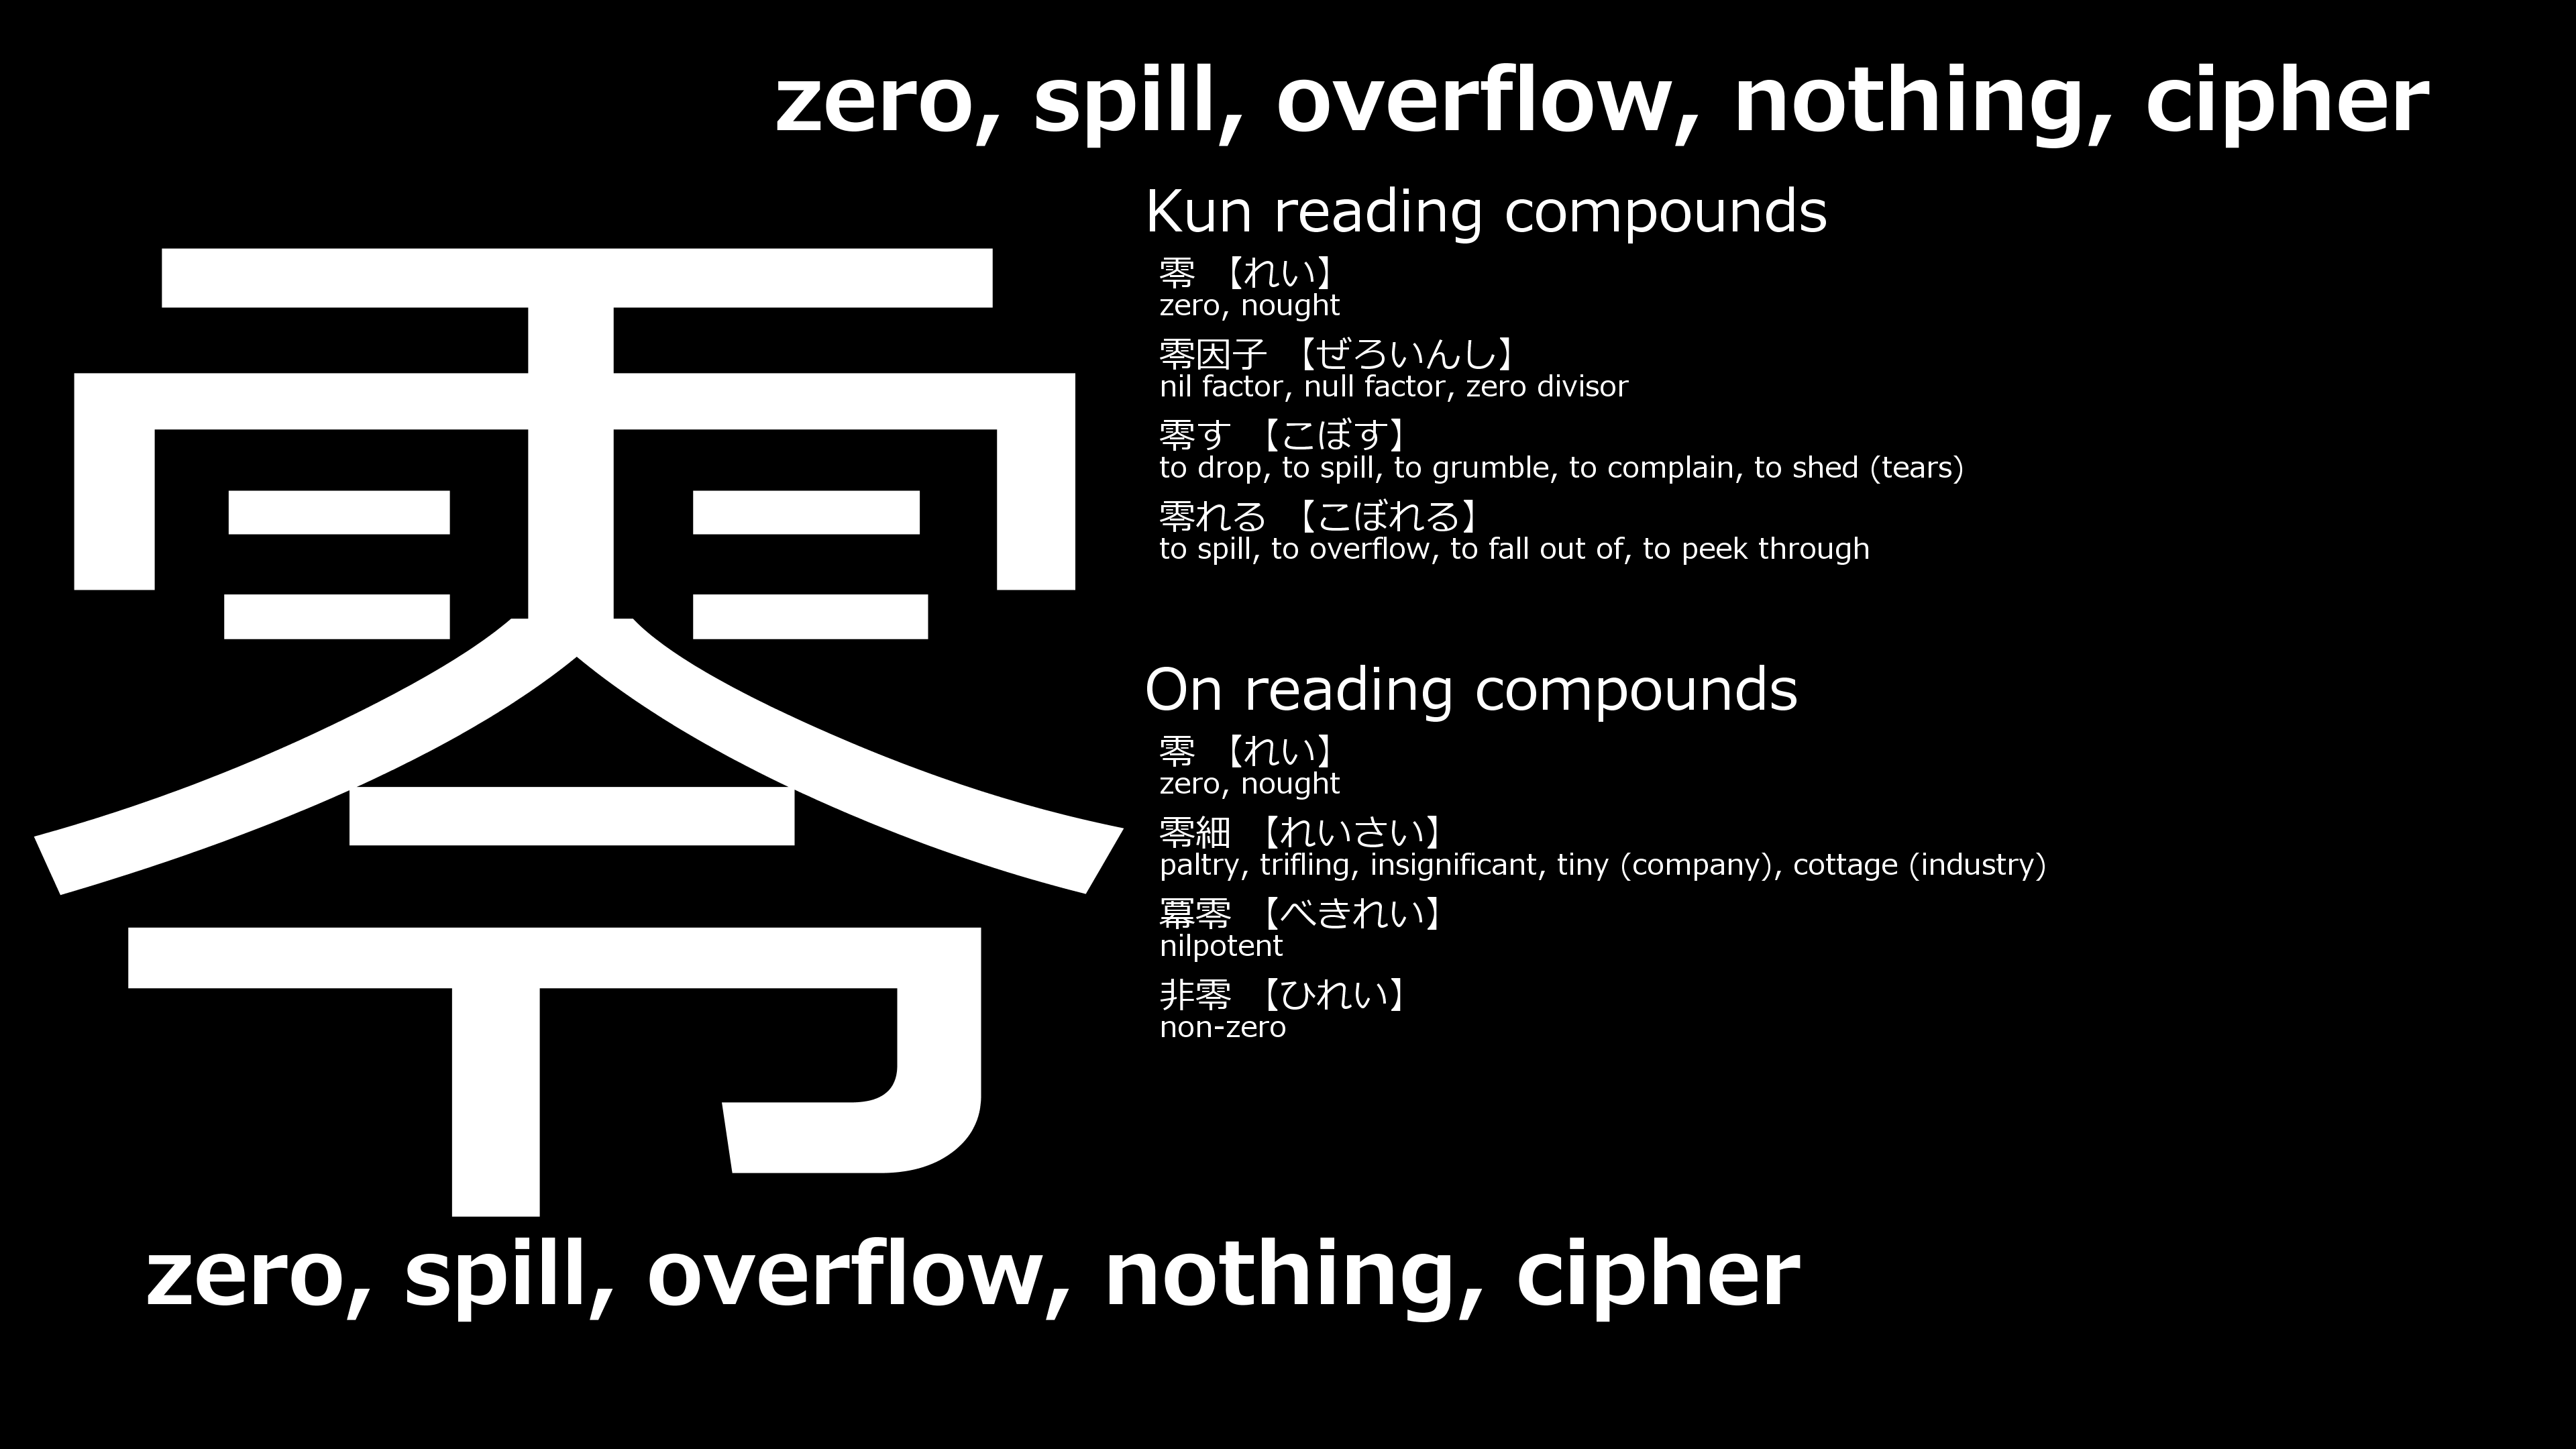 zero, spill, overflow, nothing, cipher
零
Kun reading compounds
零 【れい】
zero, nought
零因子 【ぜろいんし】
nil factor, null factor, zero divisor
零す 【こぼす】
to drop, to spill, to grumble, to complain, to shed (tears)
零れる 【こぼれる】
to spill, to overflow, to fall out of, to peek through
On reading compounds
零 【れい】
zero, nought
零細 【れいさい】
paltry, trifling, insignificant, tiny (company), cottage (industry)
冪零 【べきれい】
nilpotent
非零 【ひれい】
non-zero
zero, spill, overflow, nothing, cipher